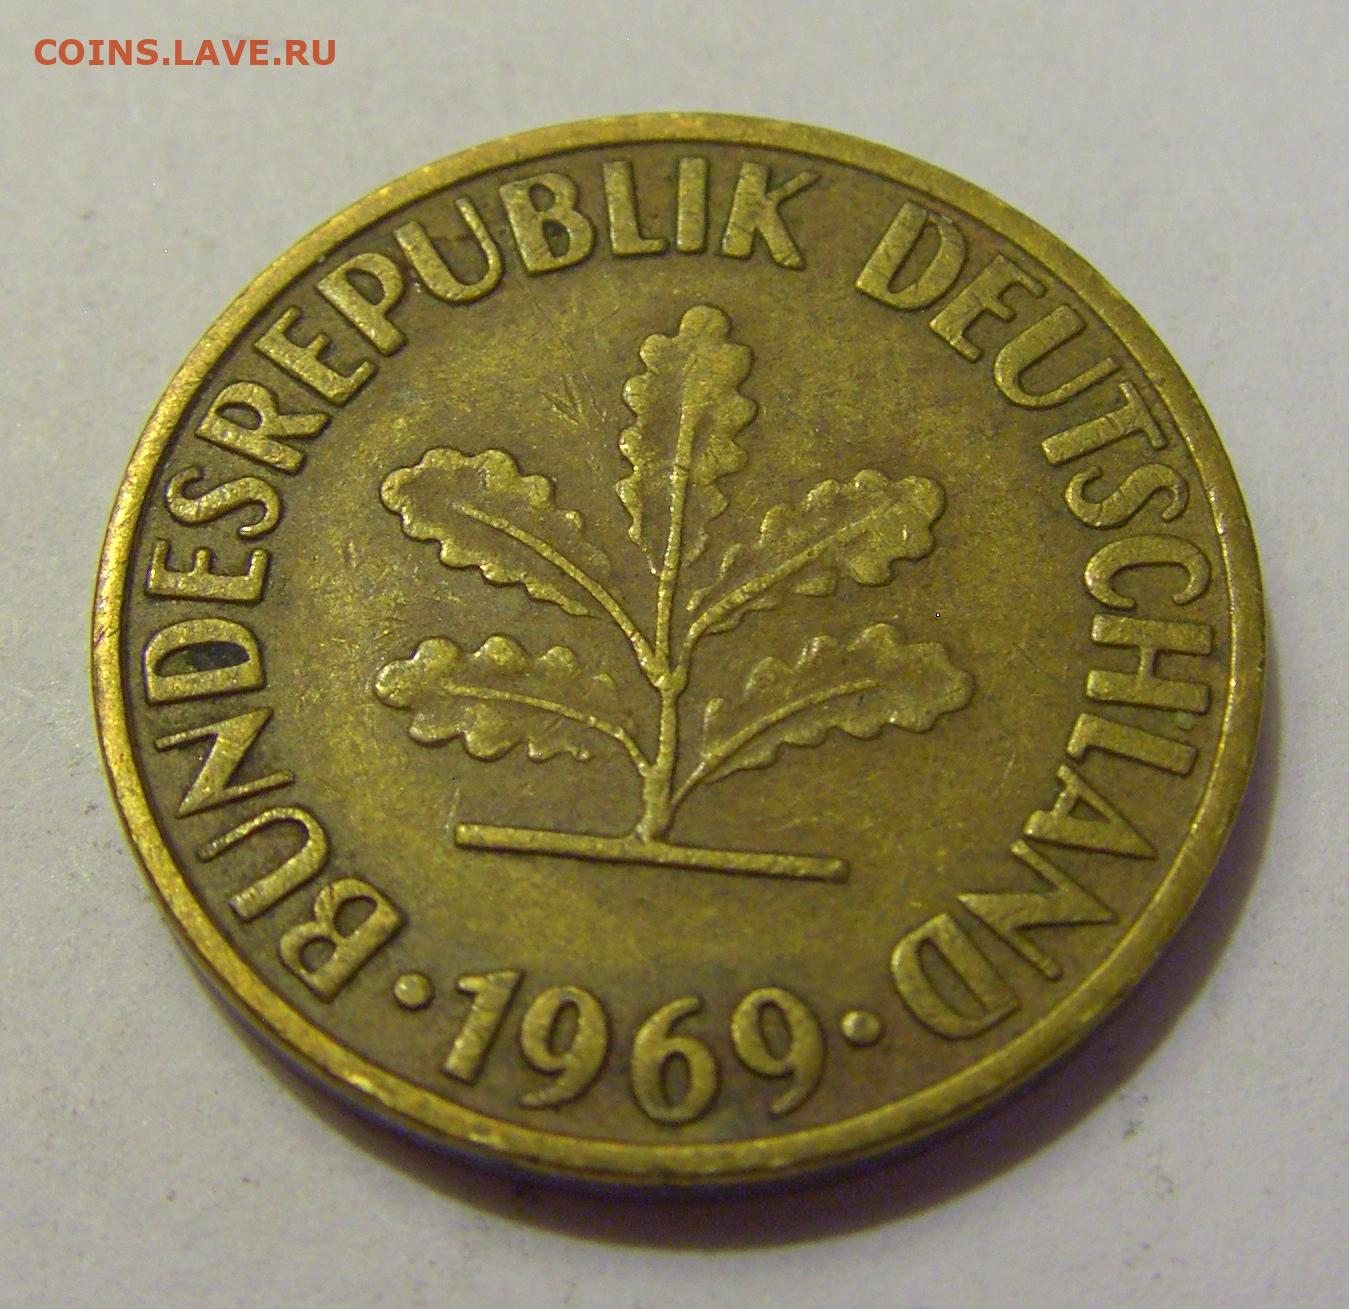 COINS.LAVE.RU
BUNDESREPUBLIK DEUTSCHLAND
· 1969 ·